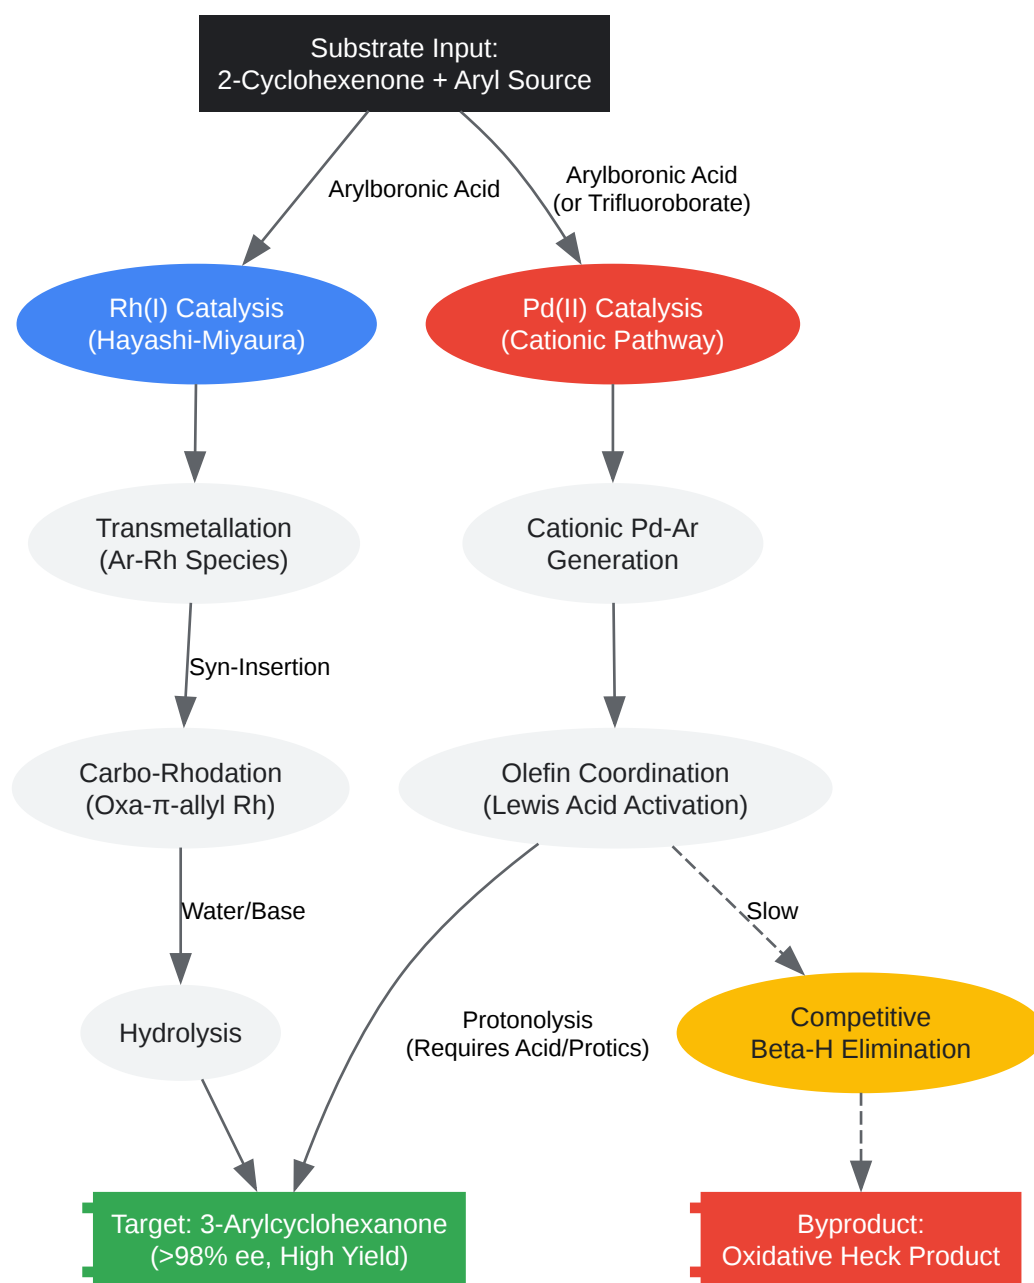 Substrate Input:
2-Cyclohexenone + Aryl Source
Arylboronic Acid
Arylboronic Acid
(or Trifluoroborate)
Rh(I) Catalysis
(Hayashi-Miyaura)
Pd(II) Catalysis
(Cationic Pathway)
Transmetallation
(Ar-Rh Species)
Cationic Pd-Ar
Generation
Syn-Insertion
Carbo-Rhodation
(Oxa-π-allyl Rh)
Olefin Coordination
(Lewis Acid Activation)
Water/Base
Slow
Hydrolysis
Protonolysis
(Requires Acid/Protics)
Competitive
Beta-H Elimination
Target: 3-Arylcyclohexanone
(>98% ee, High Yield)
Byproduct:
Oxidative Heck Product